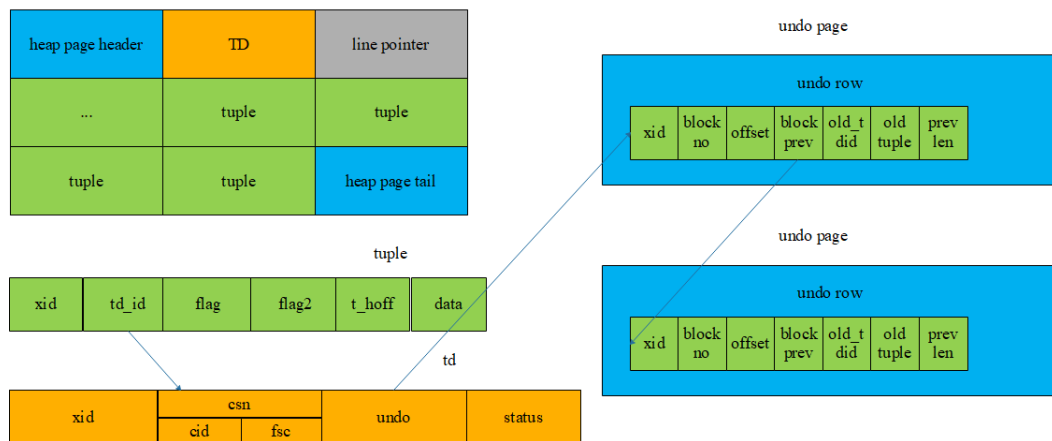 heap page header TD line pointer
... tuple tuple
tuple tuple heap page tail
tuple
xid td_id flag flag2 t_hoff data
td
xid csn undo status
cid fsc
undo page
undo row
xid block offset block old_t old prev
no prev did tuple len
undo page
undo row
xid block offset block old_t old prev
no prev did tuple len